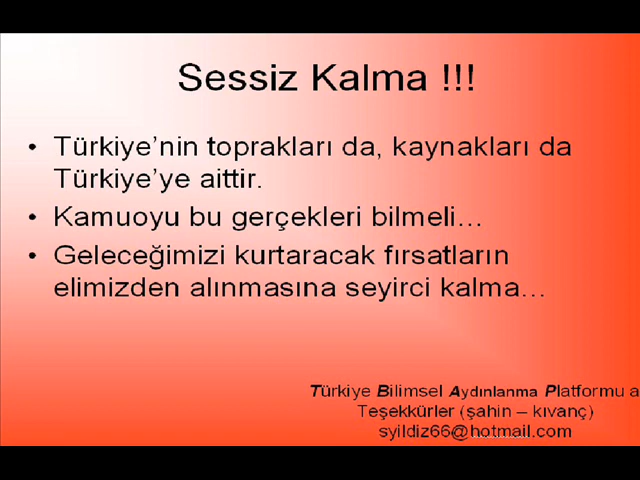 Sessiz Kalma !!!
• Türkiye’nin toprakları da, kaynakları da
Türkiye’ye aittir.
• Kamuoyu bu gerçekleri bilmeli…
• Geleceğimizi kurtaracak fırsatların
elimizden alınmasına seyirci kalma…
Türkiye Bilimsel Aydınlanma Platformu a
Teşekkürler (şahin – kıvanç)
syildiz66@hotmail.com